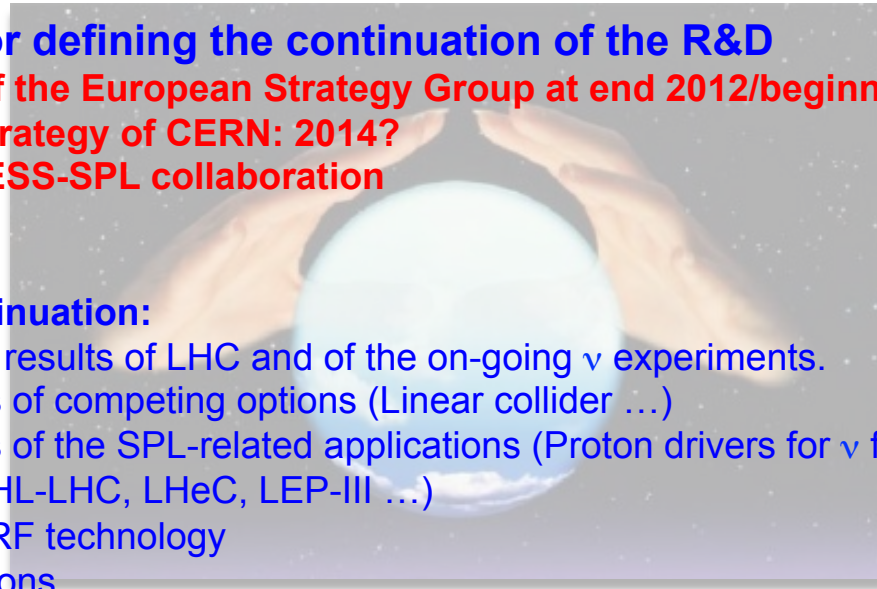 r defining the continuation of the R&D
f the European Strategy Group at end 2012/beginn
rategy of CERN: 2014?
ESS-SPL collaboration
inuation:
results of LHC and of the on-going ν experiments.
s of competing options (Linear collider …)
s of the SPL-related applications (Proton drivers for ν f
HL-LHC, LHeC, LEP-III …)
RF technology
ons